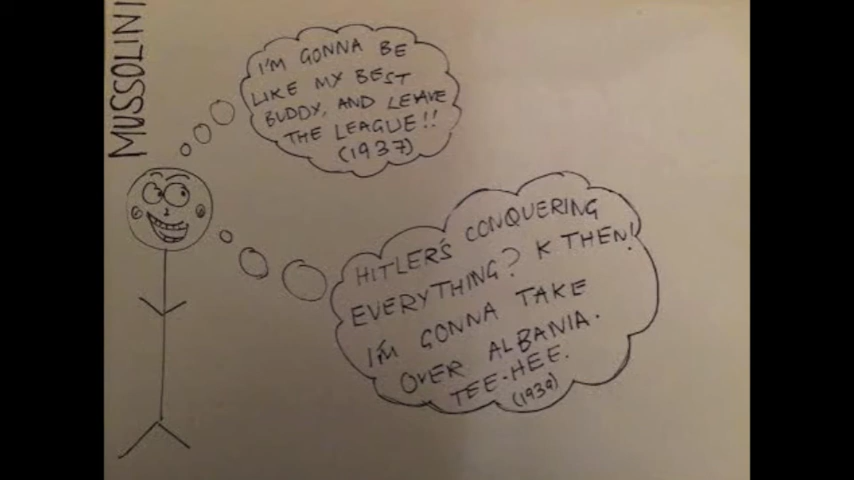 MUSSOLINI
I'M GONNA BE
LIKE MY BEST
BUDDY, AND LEAVE
THE LEAGUE!!
(1937)
HITLER'S CONQUERING
EVERYTHING? K THEN!
I'M GONNA TAKE
OVER ALBANIA.
TEE-HEE.
(1939)